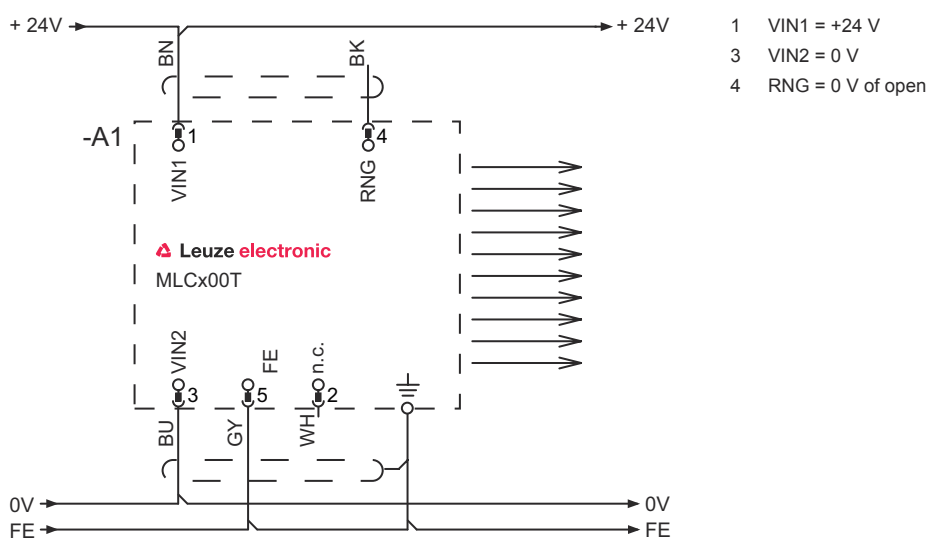 + 24V
+ 24V
1 VIN1 = +24 V
3 VIN2 = 0 V
4 RNG = 0 V of open
BN
BK
-A1
1
4
VIN1
RNG
Leuze electronic
MLCx00T
VIN2
FE
n.c.
3
5
2
BU
GY
WH
0V
0V
FE
FE